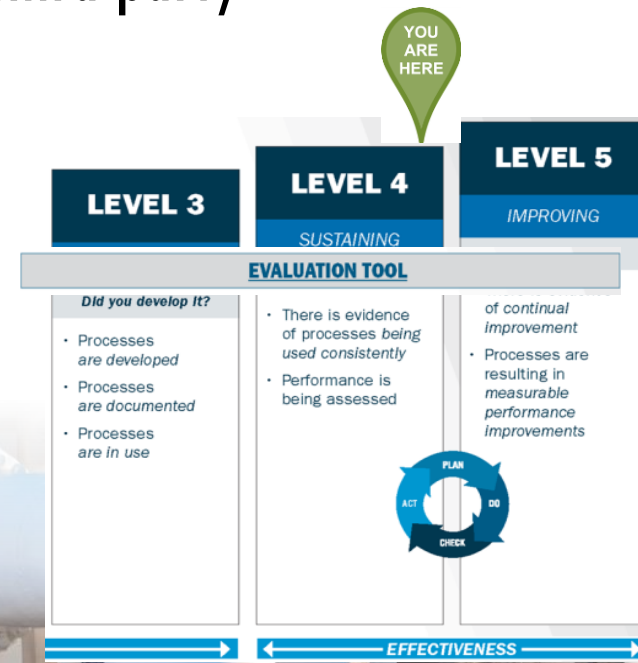 YOU
ARE
HERE
LEVEL 3
LEVEL 4
SUSTAINING
LEVEL 5
IMPROVING
EVALUATION TOOL
Did you develop it?
· Processes
are developed
· Processes
are documented
· Processes
are in use
· There is evidence
of processes being
used consistently
· Performance is
being assessed
of continual
improvement
· Processes are
resulting in
measurable
performance
improvements
PLAN
DO
CHECK
ACT
EFFECTIVENESS